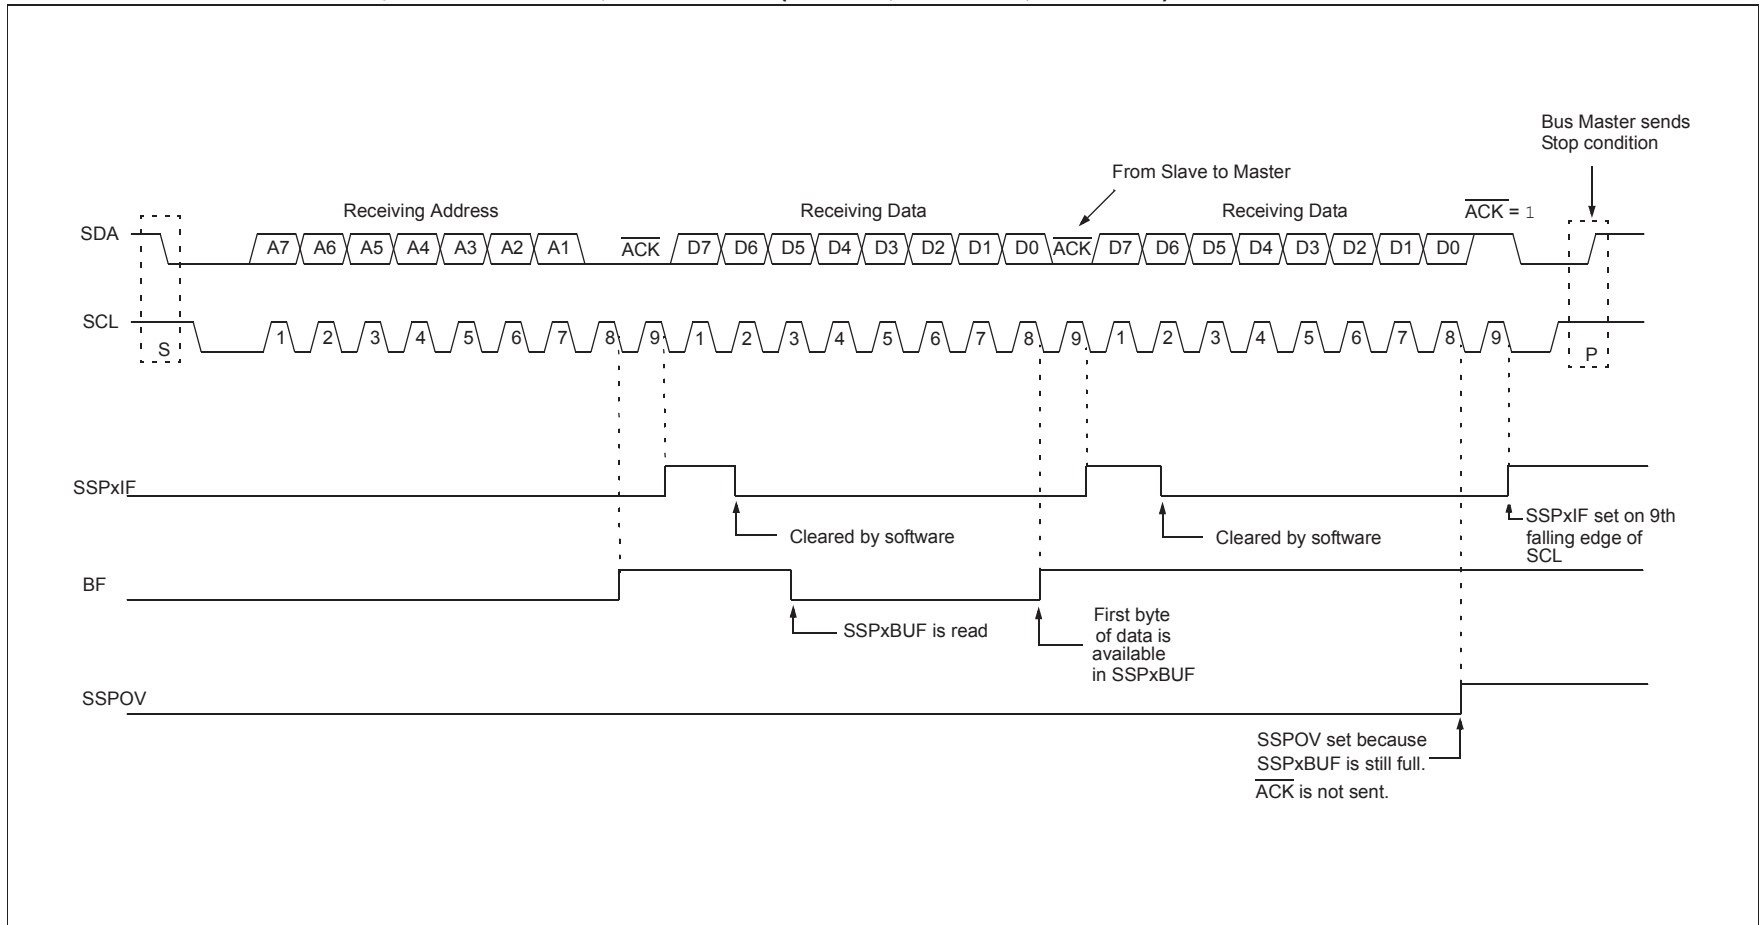 Bus Master sends
Stop condition
From Slave to Master
Receiving Address
Receiving Data
Receiving Data
ACK = 1
SDA
A7 A6 A5 A4 A3 A2 A1 ACK D7 D6 D5 D4 D3 D2 D1 D0 ACK D7 D6 D5 D4 D3 D2 D1 D0
SCL
S 1 2 3 4 5 6 7 8 9 1 2 3 4 5 6 7 8 9 1 2 3 4 5 6 7 8 9 P
SSPxIF
Cleared by software
Cleared by software
SSPxIF set on 9th
falling edge of
SCL
BF
SSPxBUF is read
First byte
of data is
available
in SSPxBUF
SSPOV
SSPOV set because
SSPxBUF is still full.
ACK is not sent.